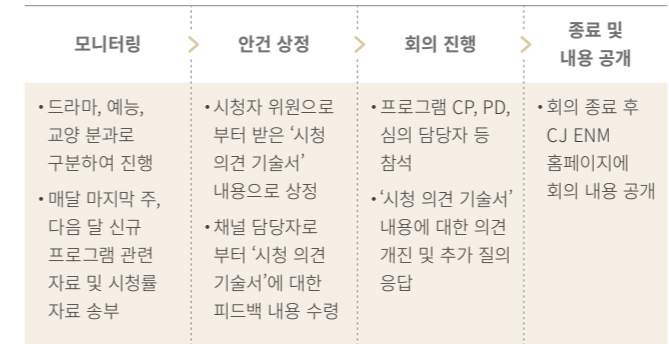 모니터링
안건 상정
회의 진행
종료 및
내용 공개
• 드라마, 예능,
교양 분과로
구분하여 진행
• 매달 마지막 주,
다음 달 신규
프로그램 관련
자료 및 시청률
자료 송부
• 시청자 위원으로
부터 받은 ‘시청
의견 기술서’
내용으로 상정
• 채널 담당자로
부터 ‘시청 의견
기술서’에 대한
피드백 내용 수령
• 프로그램 CP, PD,
심의 담당자 등
참석
• ‘시청 의견 기술서’
내용에 대한 의견
개진 및 추가 질의
응답
• 회의 종료 후
CJ ENM
홈페이지에
회의 내용 공개